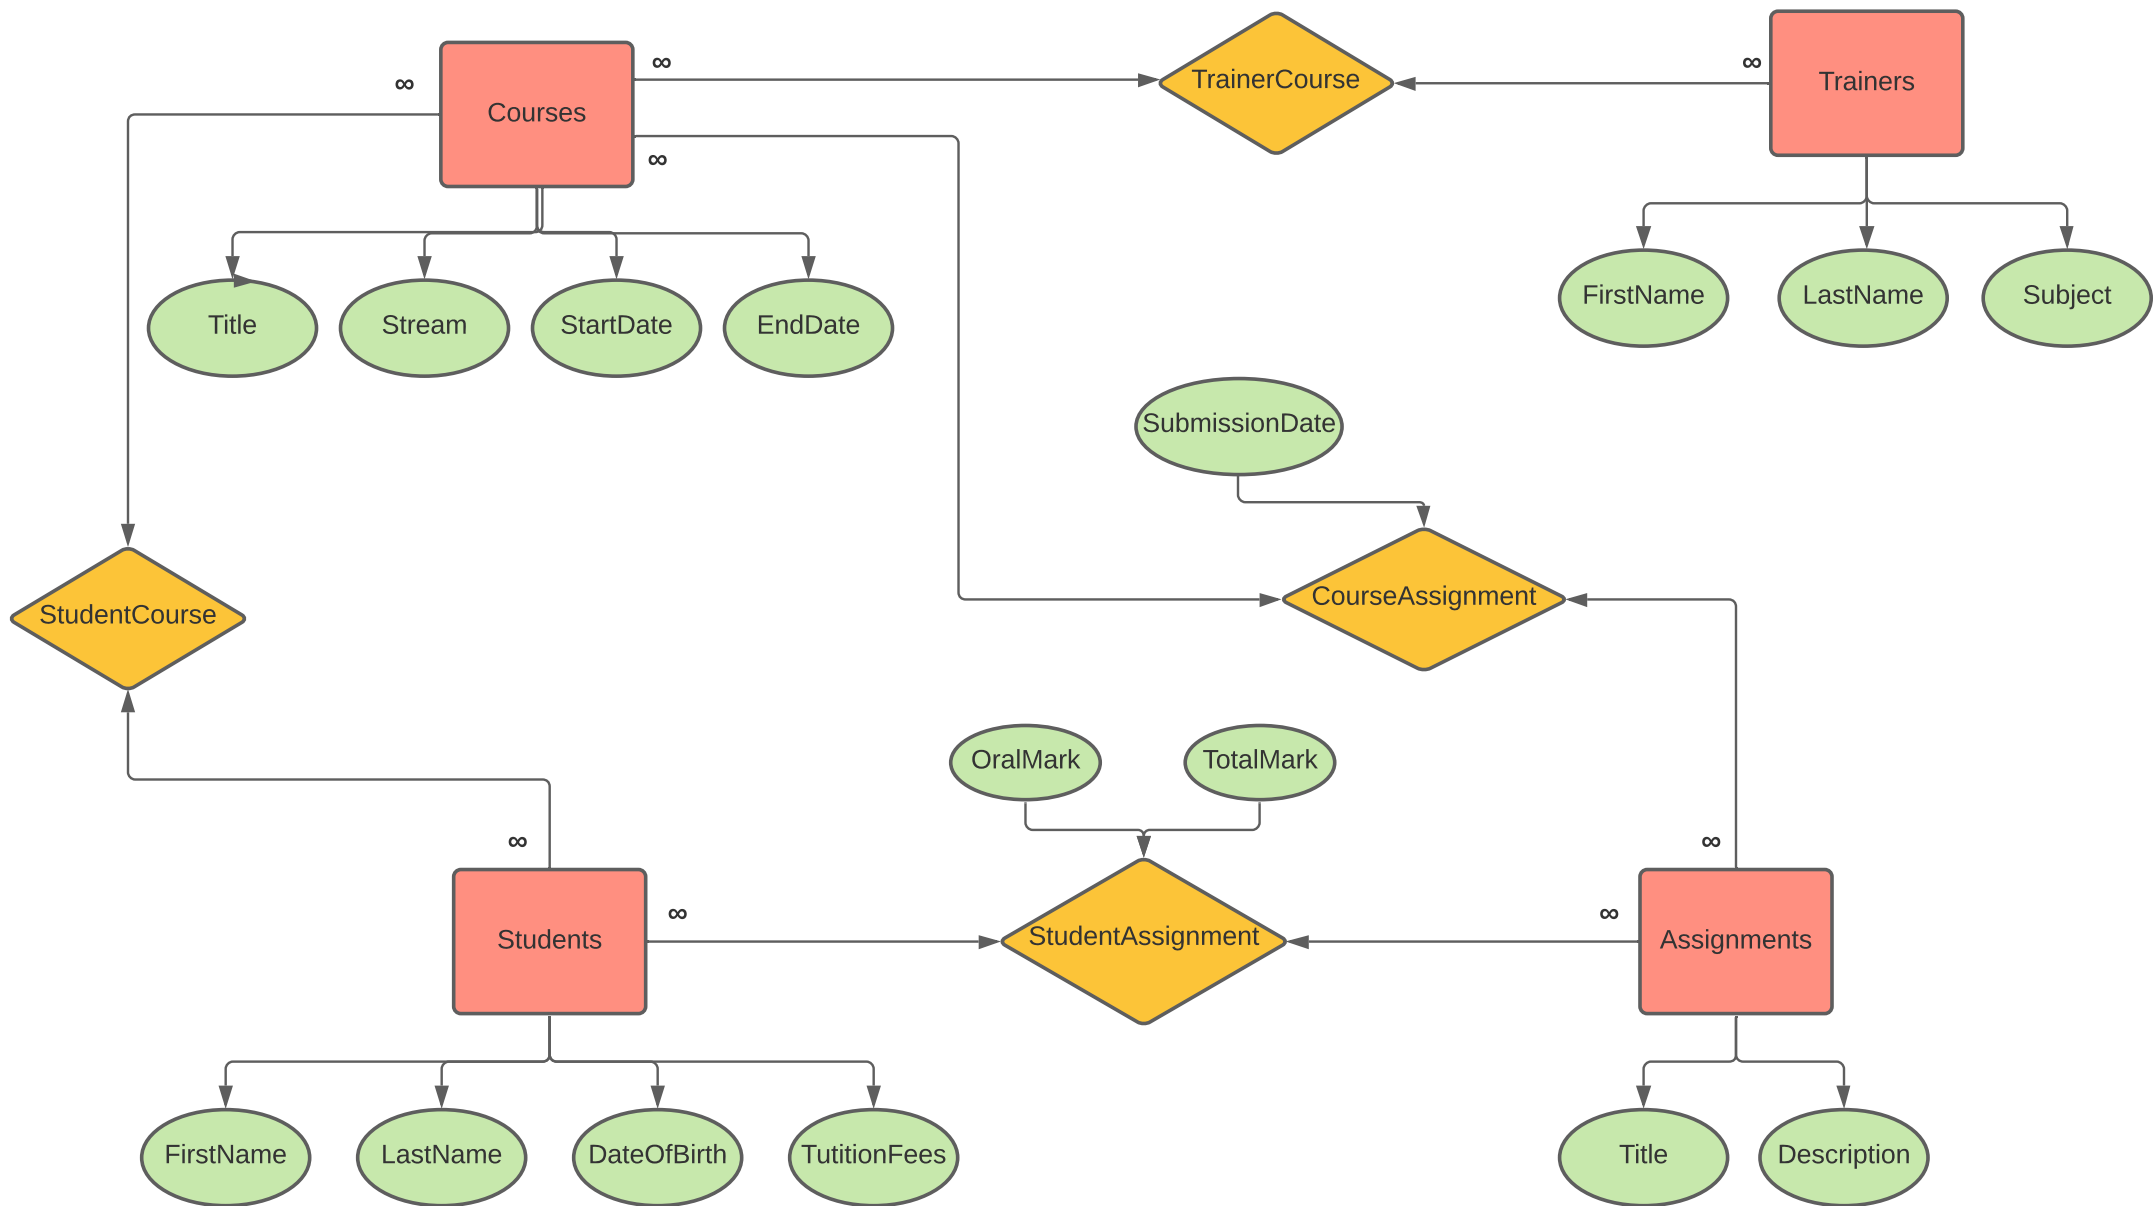 ∞
∞
∞
Courses
TrainerCourse
∞
Trainers
∞
Title
Stream
StartDate
EndDate
FirstName
LastName
Subject
SubmissionDate
StudentCourse
CourseAssignment
OralMark
TotalMark
∞
∞
∞
∞
Students
StudentAssignment
Assignments
FirstName
LastName
DateOfBirth
TutitionFees
Title
Description